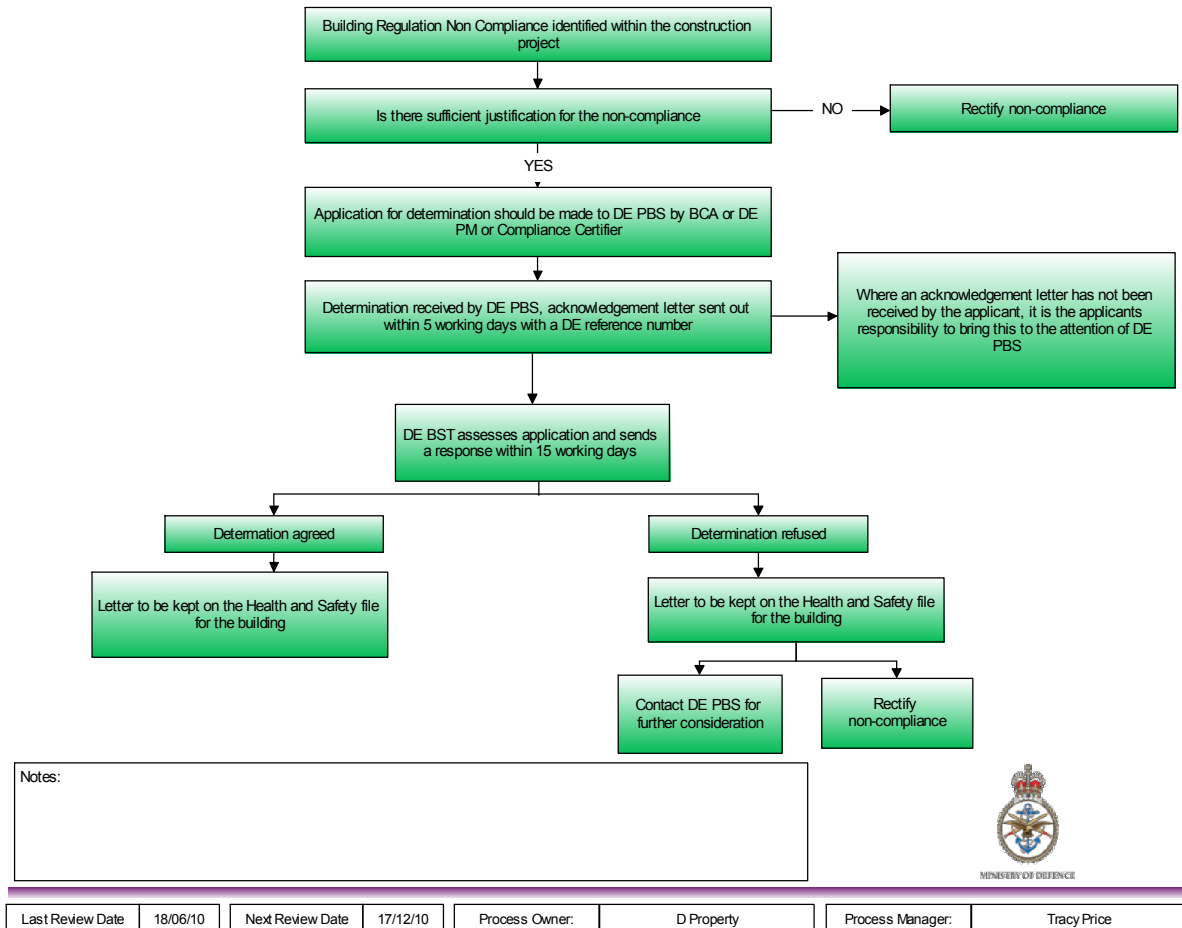 Building Regulation Non Compliance identified within the construction
project
Is there sufficient justification for the non-compliance
NO
Rectify non-compliance
YES
Application for determination should be made to DE PBS by BCA or DE
PM or Compliance Certifier
Determination received by DE PBS, acknowledgement letter sent out
within 5 working days with a DE reference number
Where an acknowledgement letter has not been
received by the applicant, it is the applicants
responsibility to bring this to the attention of DE
PBS
DE BST assesses application and sends
a response within 15 working days
Determation agreed
Determination refused
Letter to be kept on the Health and Safety file
for the building
Letter to be kept on the Health and Safety file
for the building
Contact DE PBS for
further consideration
Rectify
non-compliance
Notes:
MINISTRY OF DEFENCE
Last Review Date 18/06/10 Next Review Date 17/12/10 Process Owner: D Property Process Manager: Tracy Price